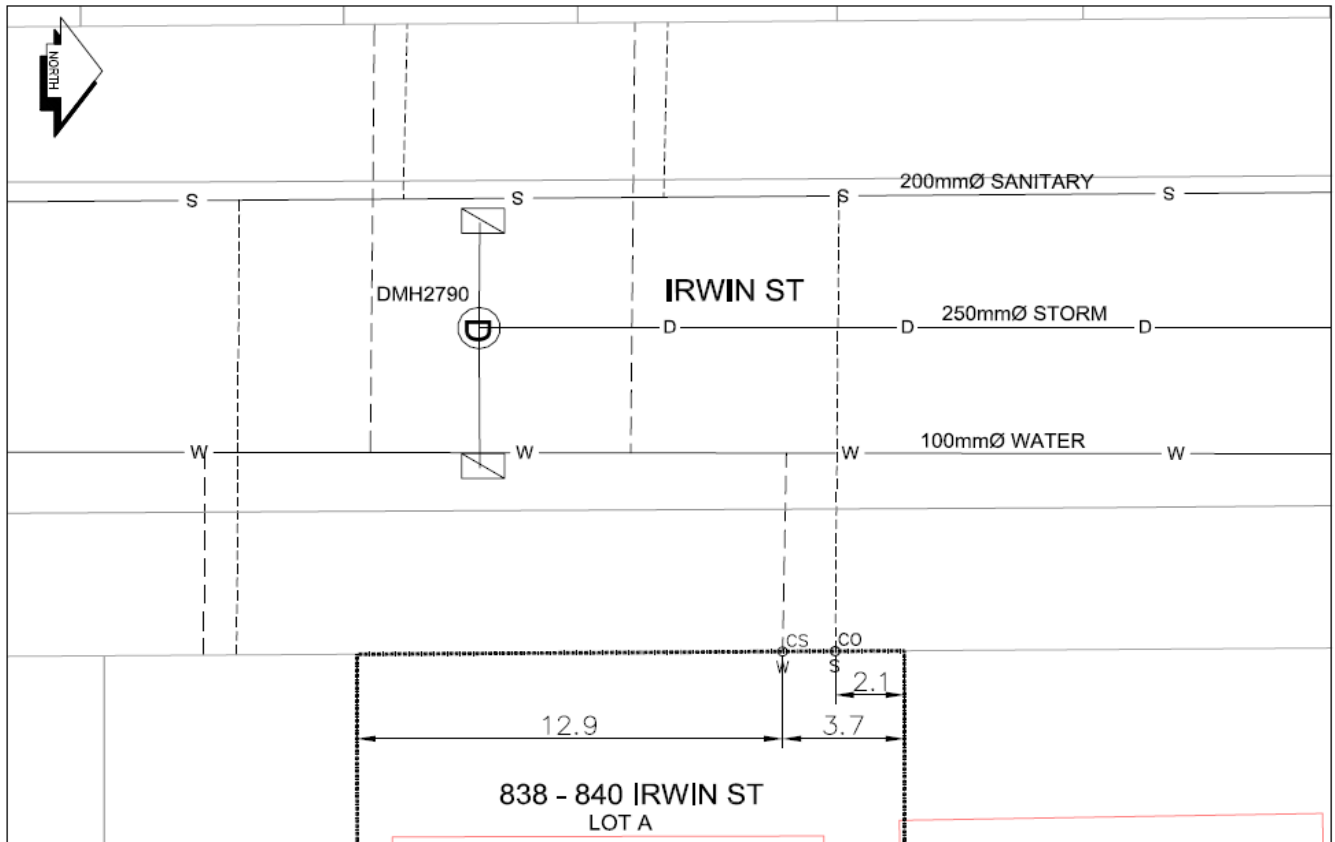 NORTH
200mmØ SANITARY
S S S S
DMH2790
IRWIN ST
250mmØ STORM
D D D D
100mmØ WATER
W W W W
CS CO
W S
2.1
12.9 3.7
838 - 840 IRWIN ST
LOT A